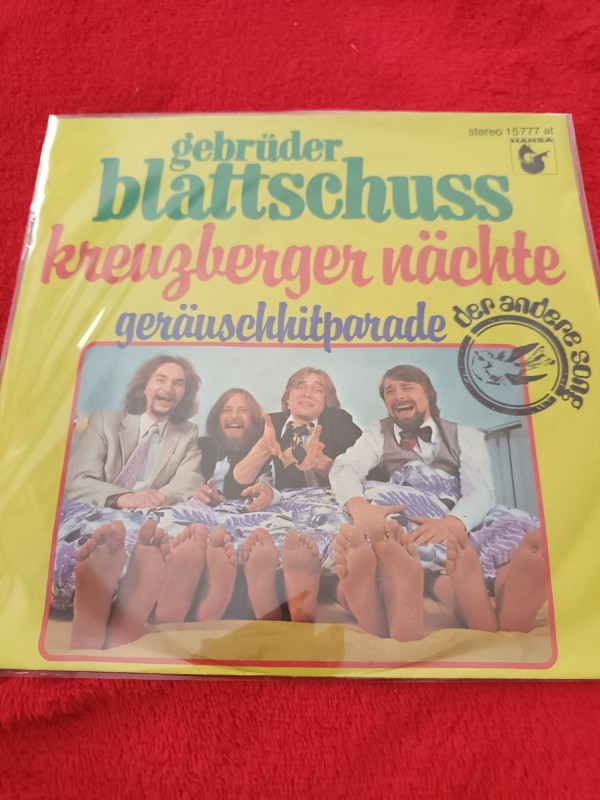 stereo 15777 at
HANSA
gebrüder
blattschuss
kreuzberger nächte
geräuschhitparade
der andere song